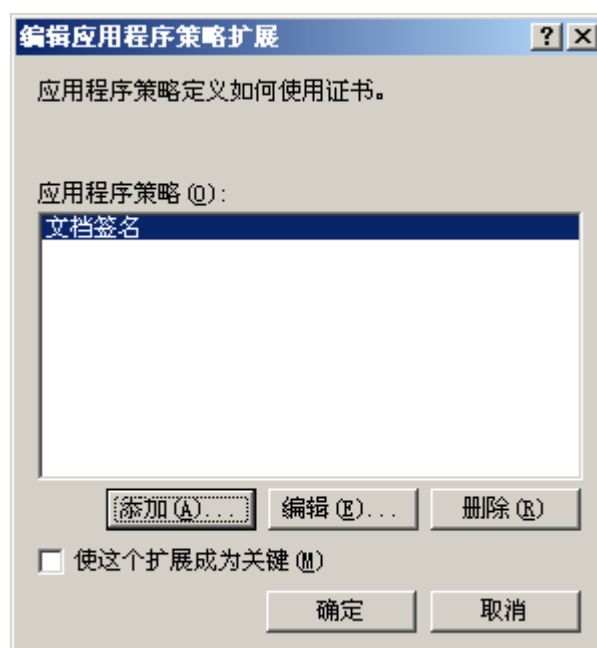 编辑应用程序策略扩展
应用程序策略定义如何使用证书。
应用程序策略(O):
文档签名
添加(A)... 编辑(E)... 删除(R)
使这个扩展成为关键(M)
确定 取消